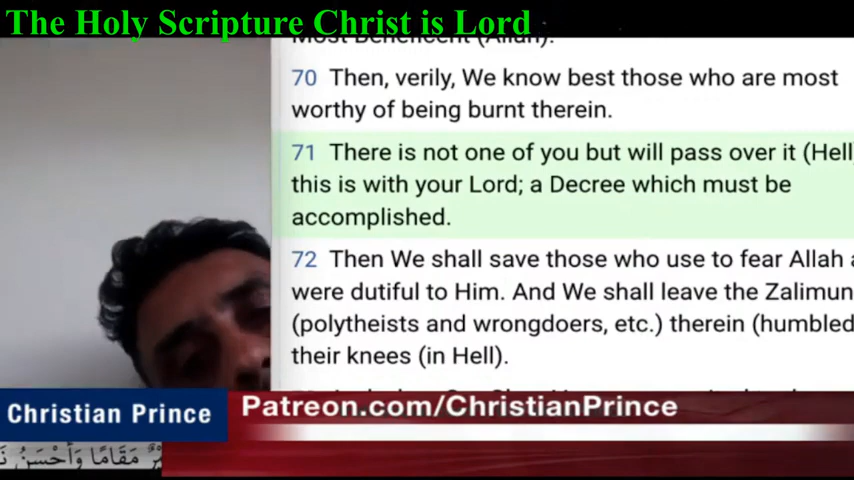 The Holy Scripture Christ is Lord
Most Beneficent (Allah).
70 Then, verily, We know best those who are most
worthy of being burnt therein.
71 There is not one of you but will pass over it (Hell)
this is with your Lord; a Decree which must be
accomplished.
72 Then We shall save those who use to fear Allah a
were dutiful to Him. And We shall leave the Zalimun
(polytheists and wrongdoers, etc.) therein (humbled
their knees (in Hell).
Christian Prince
Patreon.com/ChristianPrince
مَقَامًا وَأَحْسَنُ